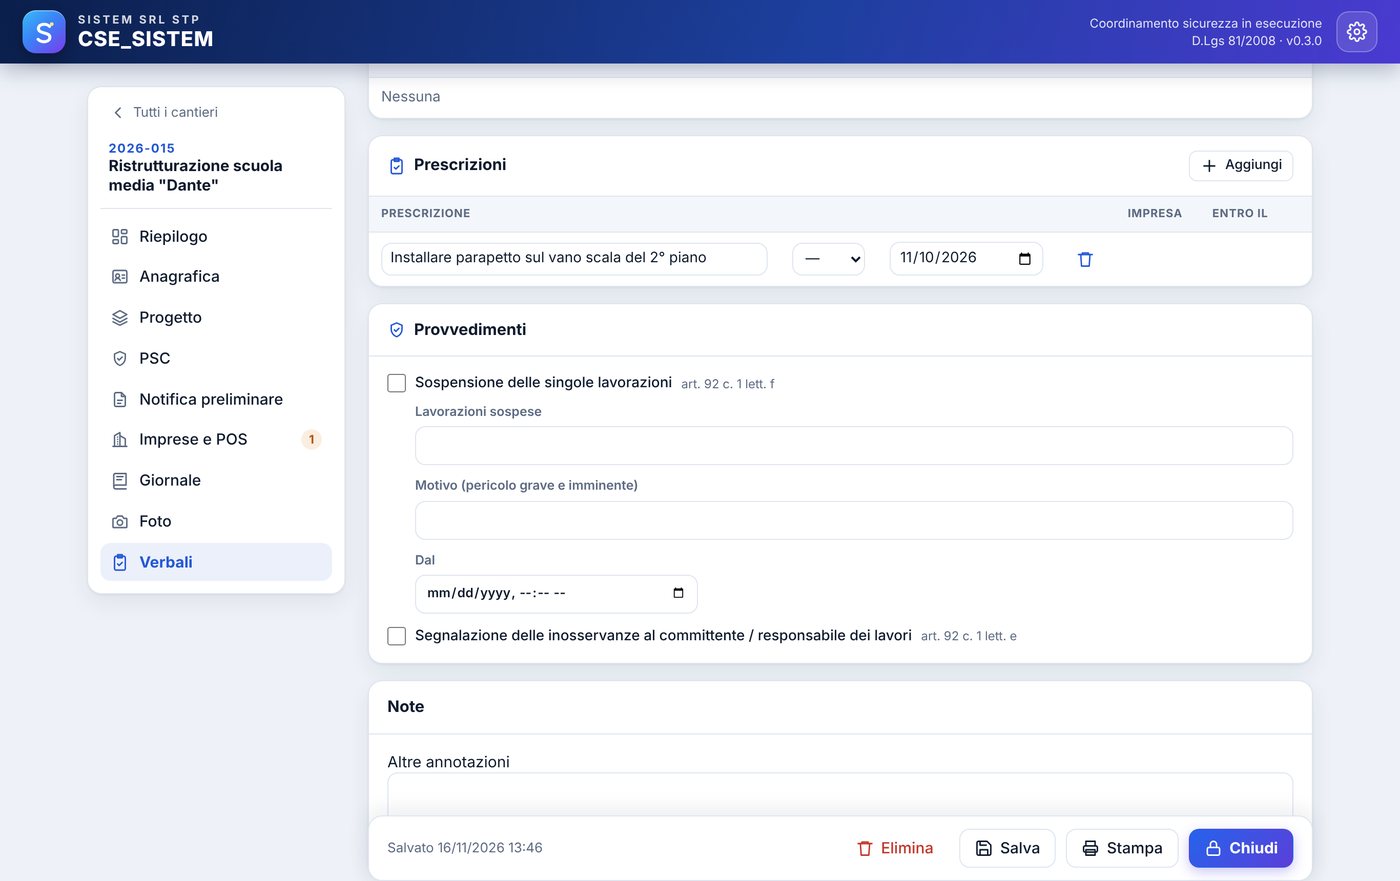 SISTEM SRL STP
CSE_SISTEM
Coordinamento sicurezza in esecuzione
D.Lgs 81/2008 · v0.3.0
Tutti i cantieri
2026-015
Ristrutturazione scuola
media "Dante"
Riepilogo
Anagrafica
Progetto
PSC
Notifica preliminare
Imprese e POS 1
Giornale
Foto
Verbali
Nessuna
Prescrizioni
Aggiungi
PRESCRIZIONE IMPRESA ENTRO IL
Installare parapetto sul vano scala del 2° piano — 11/10/2026
Provvedimenti
Sospensione delle singole lavorazioni art. 92 c. 1 lett. f
Lavorazioni sospese
Motivo (pericolo grave e imminente)
Dal
mm/dd/yyyy, --:-- --
Segnalazione delle inosservanze al committente / responsabile dei lavori art. 92 c. 1 lett. e
Note
Altre annotazioni
Salvato 16/11/2026 13:46
Elimina
Salva
Stampa
Chiudi